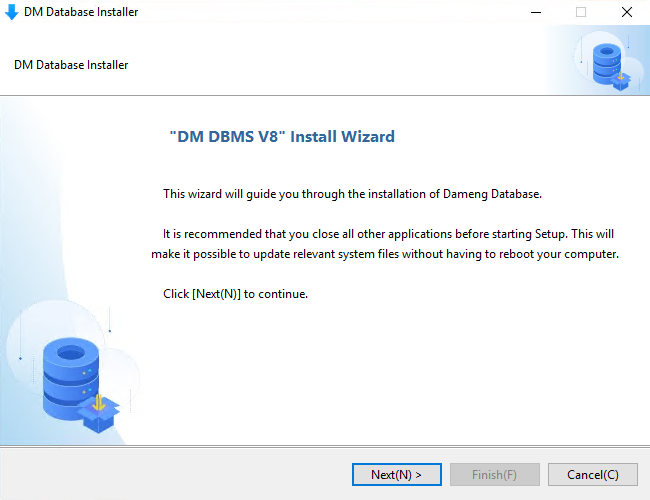 DM Database Installer
DM Database Installer
"DM DBMS V8" Install Wizard
This wizard will guide you through the installation of Dameng Database.
It is recommended that you close all other applications before starting Setup. This will
make it possible to update relevant system files without having to reboot your computer.
Click [Next(N)] to continue.
Next(N) >
Finish(F)
Cancel(C)